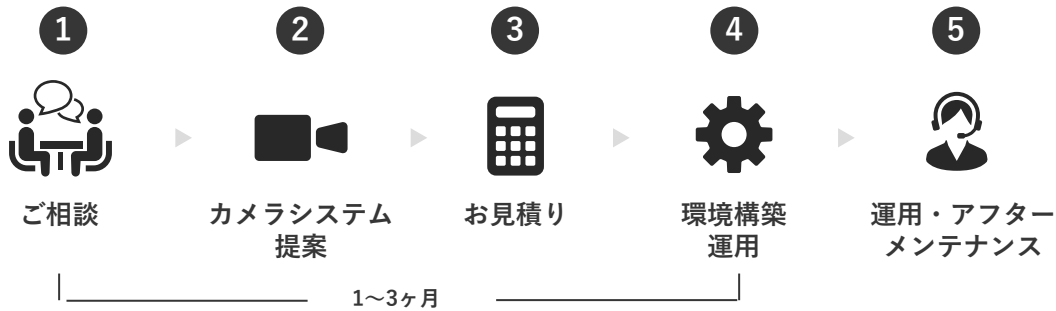 1
2
3
4
5
ご相談
カメラシステム
提案
お見積り
環境構築
運用
運用・アフター
メンテナンス
1〜3ヶ月